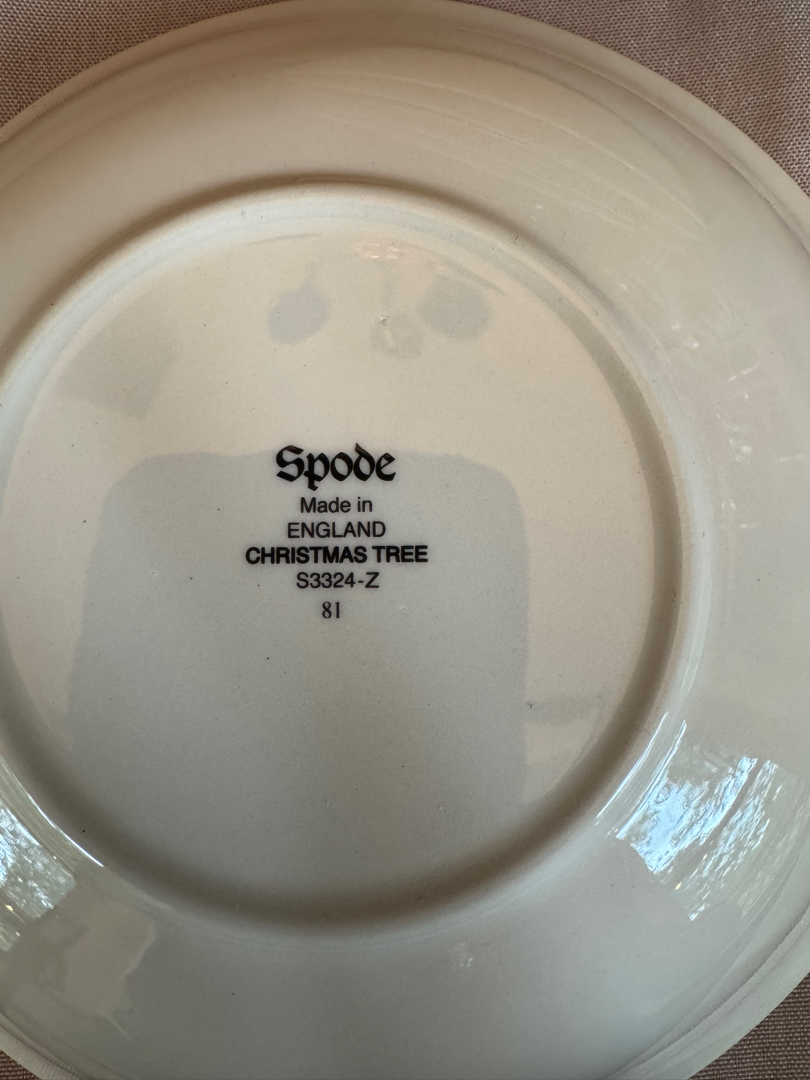 Spode
Made in
ENGLAND
CHRISTMAS TREE
S3324-Z
81